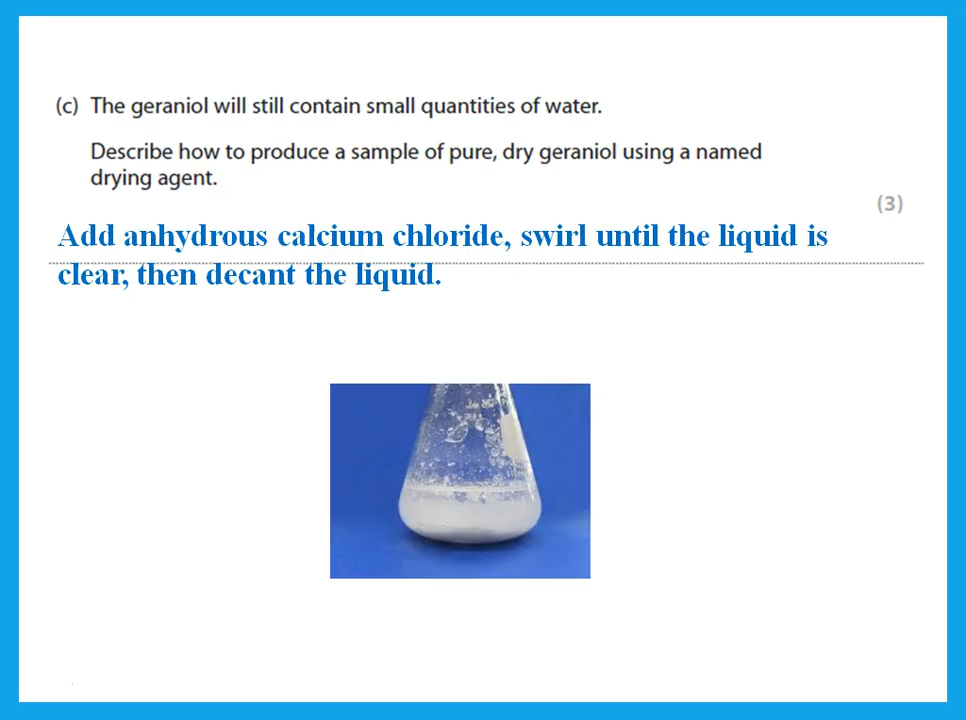 (c) The geraniol will still contain small quantities of water.
Describe how to produce a sample of pure, dry geraniol using a named
drying agent.
(3)
Add anhydrous calcium chloride, swirl until the liquid is
clear, then decant the liquid.